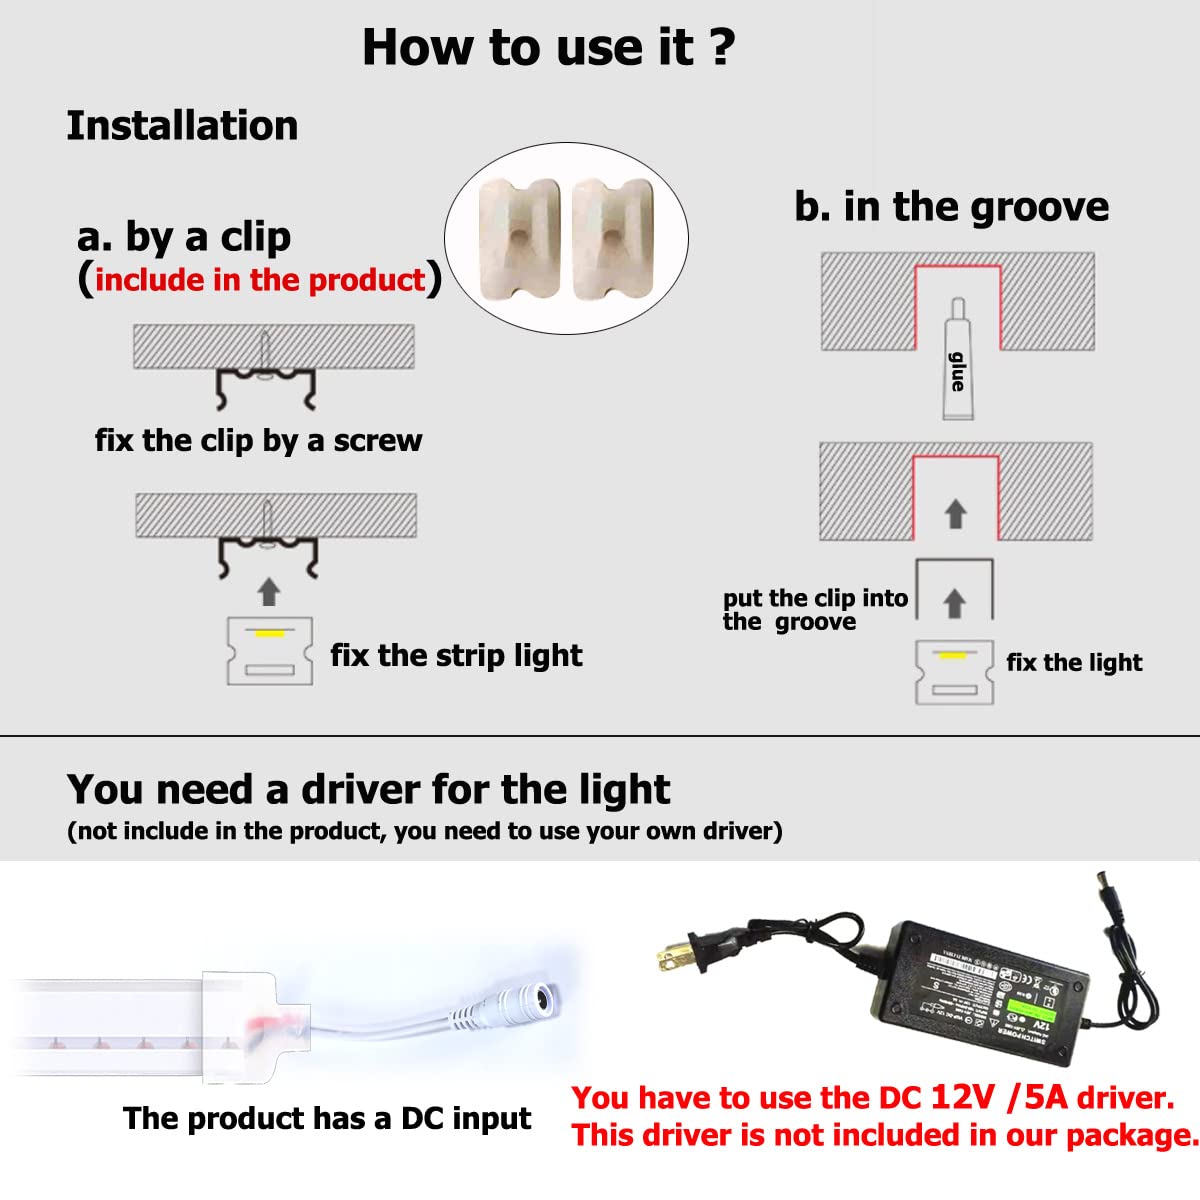 How to use it ?
Installation
a. by a clip
(include in the product)
fix the clip by a screw
fix the strip light
b. in the groove
glue
put the clip into
the groove
fix the light
You need a driver for the light
(not include in the product, you need to use your own driver)
The product has a DC input
SWITCH POWER
12V
You have to use the DC 12V /5A driver.
This driver is not included in our package.